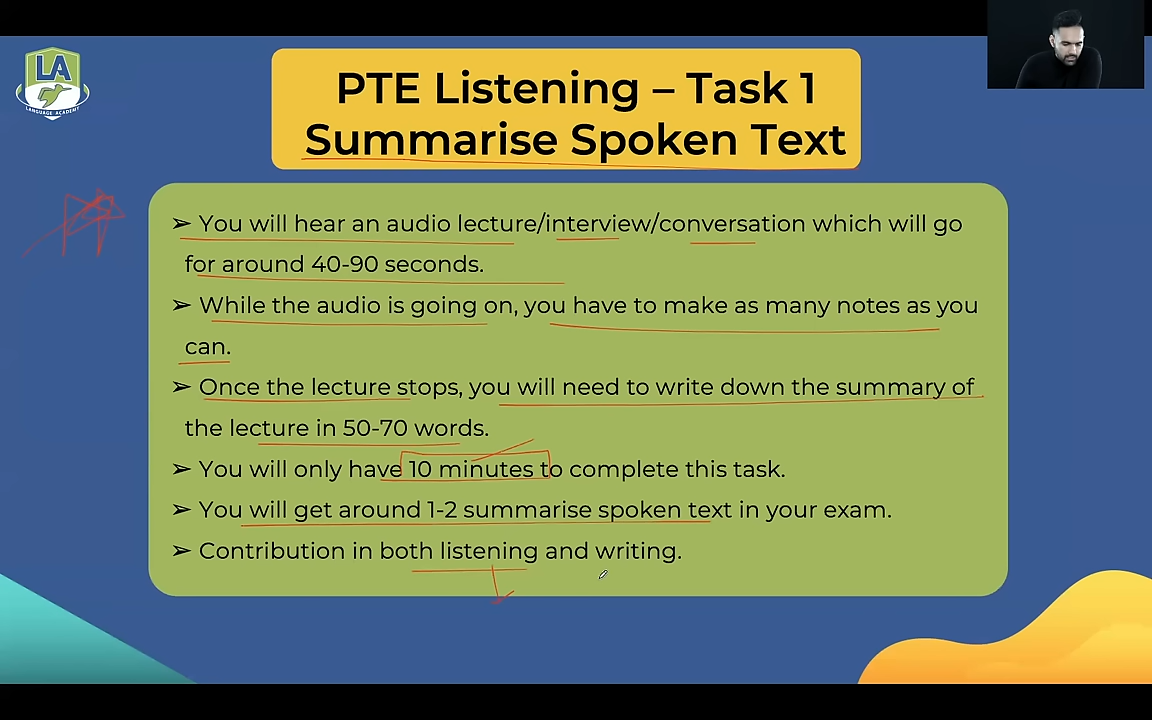 LA
LANGUAGE ACADEMY
PTE Listening – Task 1
Summarise Spoken Text
➢ You will hear an audio lecture/interview/conversation which will go
for around 40-90 seconds.
➢ While the audio is going on, you have to make as many notes as you
can.
➢ Once the lecture stops, you will need to write down the summary of
the lecture in 50-70 words.
➢ You will only have 10 minutes to complete this task.
➢ You will get around 1-2 summarise spoken text in your exam.
➢ Contribution in both listening and writing.